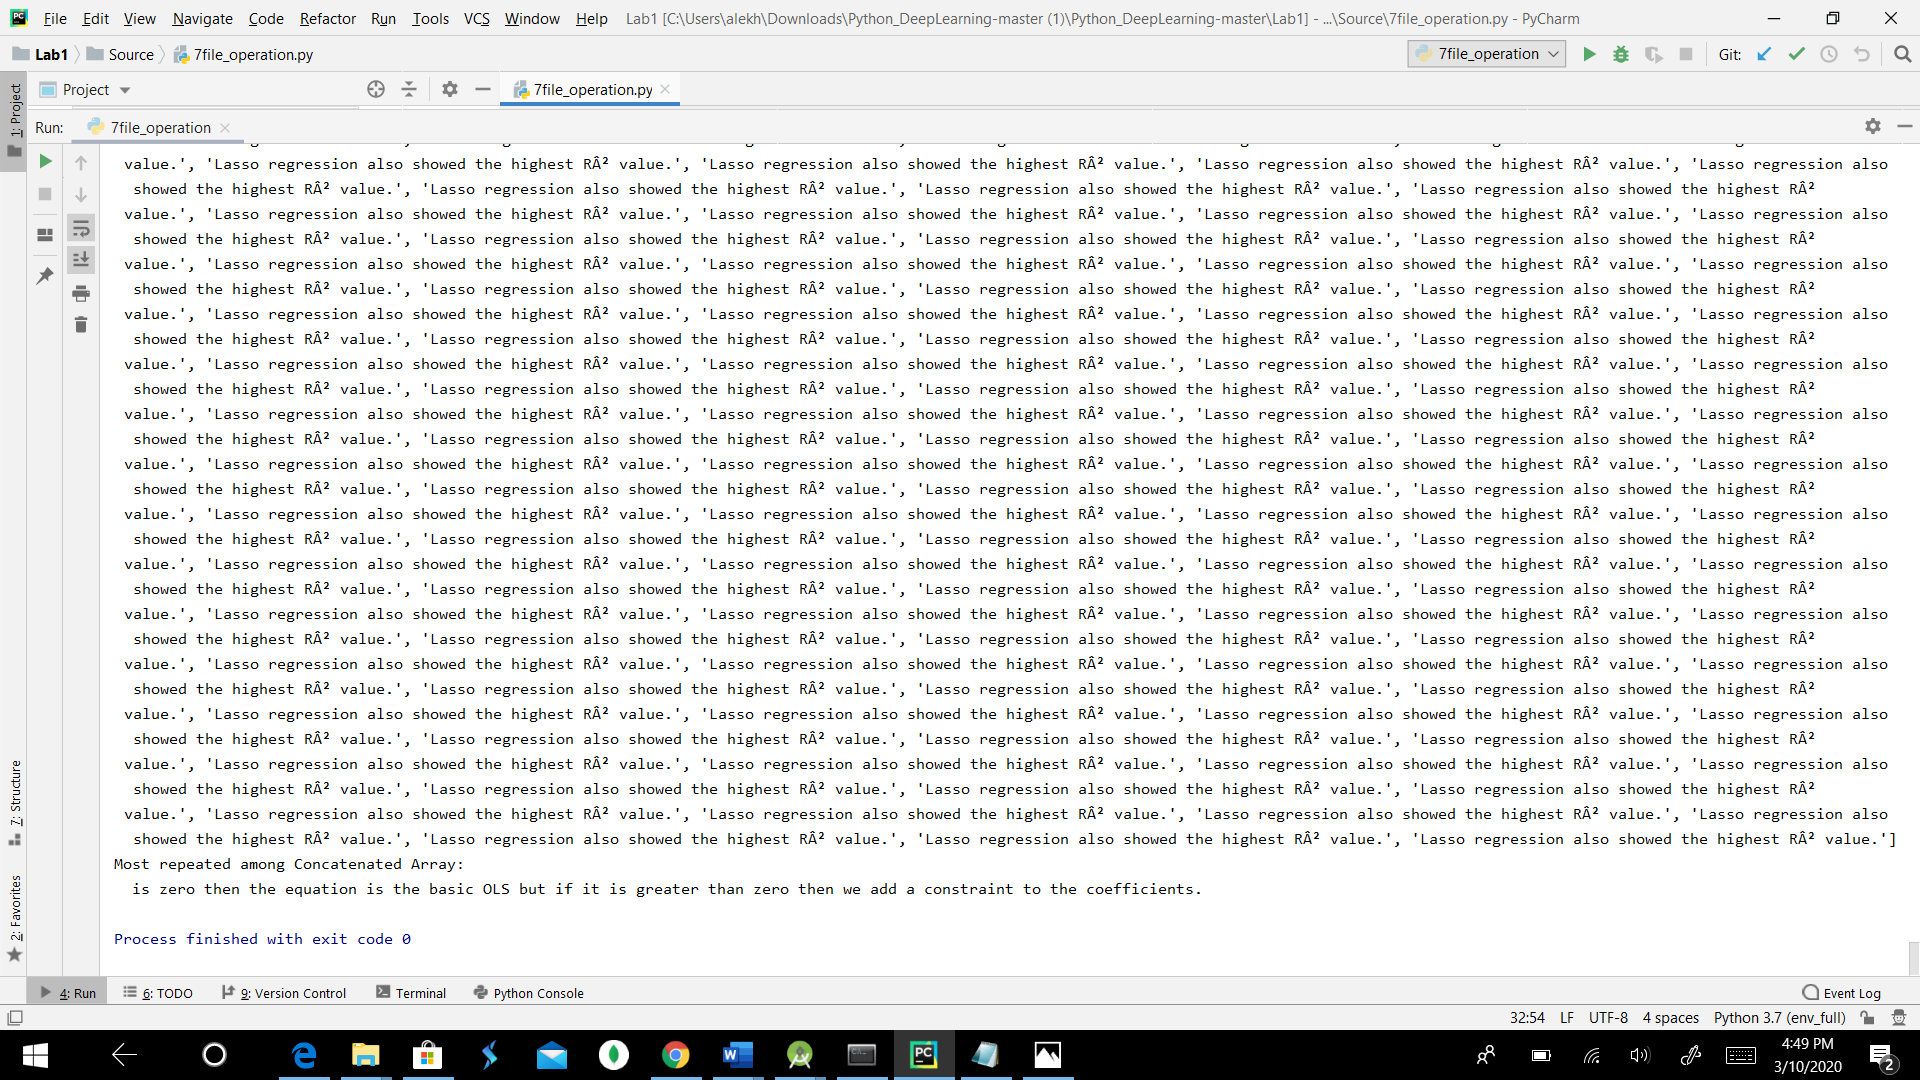 File Edit View Navigate Code Refactor Run Tools VCS Window Help Lab1 [C:\Users\alekh\Downloads\Python_DeepLearning-master (1)\Python_DeepLearning-master\Lab1] - ...\Source\7file_operation.py - PyCharm
Lab1 Source 7file_operation.py 7file_operation Git:
Project 7file_operation.py
Run: 7file_operation
value.', 'Lasso regression also showed the highest RÂ² value.', 'Lasso regression also showed the highest RÂ² value.', 'Lasso regression also showed the highest RÂ² value.', 'Lasso regression also
showed the highest RÂ² value.', 'Lasso regression also showed the highest RÂ² value.', 'Lasso regression also showed the highest RÂ² value.', 'Lasso regression also showed the highest RÂ²
value.', 'Lasso regression also showed the highest RÂ² value.', 'Lasso regression also showed the highest RÂ² value.', 'Lasso regression also showed the highest RÂ² value.', 'Lasso regression also
showed the highest RÂ² value.', 'Lasso regression also showed the highest RÂ² value.', 'Lasso regression also showed the highest RÂ² value.', 'Lasso regression also showed the highest RÂ²
value.', 'Lasso regression also showed the highest RÂ² value.', 'Lasso regression also showed the highest RÂ² value.', 'Lasso regression also showed the highest RÂ² value.', 'Lasso regression also
showed the highest RÂ² value.', 'Lasso regression also showed the highest RÂ² value.', 'Lasso regression also showed the highest RÂ² value.', 'Lasso regression also showed the highest RÂ²
value.', 'Lasso regression also showed the highest RÂ² value.', 'Lasso regression also showed the highest RÂ² value.', 'Lasso regression also showed the highest RÂ² value.', 'Lasso regression also
showed the highest RÂ² value.', 'Lasso regression also showed the highest RÂ² value.', 'Lasso regression also showed the highest RÂ² value.', 'Lasso regression also showed the highest RÂ²
value.', 'Lasso regression also showed the highest RÂ² value.', 'Lasso regression also showed the highest RÂ² value.', 'Lasso regression also showed the highest RÂ² value.', 'Lasso regression also
showed the highest RÂ² value.', 'Lasso regression also showed the highest RÂ² value.', 'Lasso regression also showed the highest RÂ² value.', 'Lasso regression also showed the highest RÂ²
value.', 'Lasso regression also showed the highest RÂ² value.', 'Lasso regression also showed the highest RÂ² value.', 'Lasso regression also showed the highest RÂ² value.', 'Lasso regression also
showed the highest RÂ² value.', 'Lasso regression also showed the highest RÂ² value.', 'Lasso regression also showed the highest RÂ² value.', 'Lasso regression also showed the highest RÂ²
value.', 'Lasso regression also showed the highest RÂ² value.', 'Lasso regression also showed the highest RÂ² value.', 'Lasso regression also showed the highest RÂ² value.', 'Lasso regression also
showed the highest RÂ² value.', 'Lasso regression also showed the highest RÂ² value.', 'Lasso regression also showed the highest RÂ² value.', 'Lasso regression also showed the highest RÂ²
value.', 'Lasso regression also showed the highest RÂ² value.', 'Lasso regression also showed the highest RÂ² value.', 'Lasso regression also showed the highest RÂ² value.', 'Lasso regression also
showed the highest RÂ² value.', 'Lasso regression also showed the highest RÂ² value.', 'Lasso regression also showed the highest RÂ² value.', 'Lasso regression also showed the highest RÂ²
value.', 'Lasso regression also showed the highest RÂ² value.', 'Lasso regression also showed the highest RÂ² value.', 'Lasso regression also showed the highest RÂ² value.', 'Lasso regression also
showed the highest RÂ² value.', 'Lasso regression also showed the highest RÂ² value.', 'Lasso regression also showed the highest RÂ² value.', 'Lasso regression also showed the highest RÂ²
value.', 'Lasso regression also showed the highest RÂ² value.', 'Lasso regression also showed the highest RÂ² value.', 'Lasso regression also showed the highest RÂ² value.', 'Lasso regression also
showed the highest RÂ² value.', 'Lasso regression also showed the highest RÂ² value.', 'Lasso regression also showed the highest RÂ² value.', 'Lasso regression also showed the highest RÂ²
value.', 'Lasso regression also showed the highest RÂ² value.', 'Lasso regression also showed the highest RÂ² value.', 'Lasso regression also showed the highest RÂ² value.', 'Lasso regression also
showed the highest RÂ² value.', 'Lasso regression also showed the highest RÂ² value.', 'Lasso regression also showed the highest RÂ² value.', 'Lasso regression also showed the highest RÂ²
value.', 'Lasso regression also showed the highest RÂ² value.', 'Lasso regression also showed the highest RÂ² value.', 'Lasso regression also showed the highest RÂ² value.', 'Lasso regression also
showed the highest RÂ² value.', 'Lasso regression also showed the highest RÂ² value.', 'Lasso regression also showed the highest RÂ² value.', 'Lasso regression also showed the highest RÂ²
value.', 'Lasso regression also showed the highest RÂ² value.', 'Lasso regression also showed the highest RÂ² value.', 'Lasso regression also showed the highest RÂ² value.', 'Lasso regression also
showed the highest RÂ² value.', 'Lasso regression also showed the highest RÂ² value.', 'Lasso regression also showed the highest RÂ² value.', 'Lasso regression also showed the highest RÂ²
value.', 'Lasso regression also showed the highest RÂ² value.', 'Lasso regression also showed the highest RÂ² value.', 'Lasso regression also showed the highest RÂ² value.', 'Lasso regression also
showed the highest RÂ² value.', 'Lasso regression also showed the highest RÂ² value.', 'Lasso regression also showed the highest RÂ² value.', 'Lasso regression also showed the highest RÂ² value.']
Most repeated among Concatenated Array:
is zero then the equation is the basic OLS but if it is greater than zero then we add a constraint to the coefficients.
Process finished with exit code 0
1: Project
7: Structure
2: Favorites
4: Run 6: TODO 9: Version Control Terminal Python Console Event Log
32:54 LF UTF-8 4 spaces Python 3.7 (env_full)
4:49 PM
3/10/2020
2